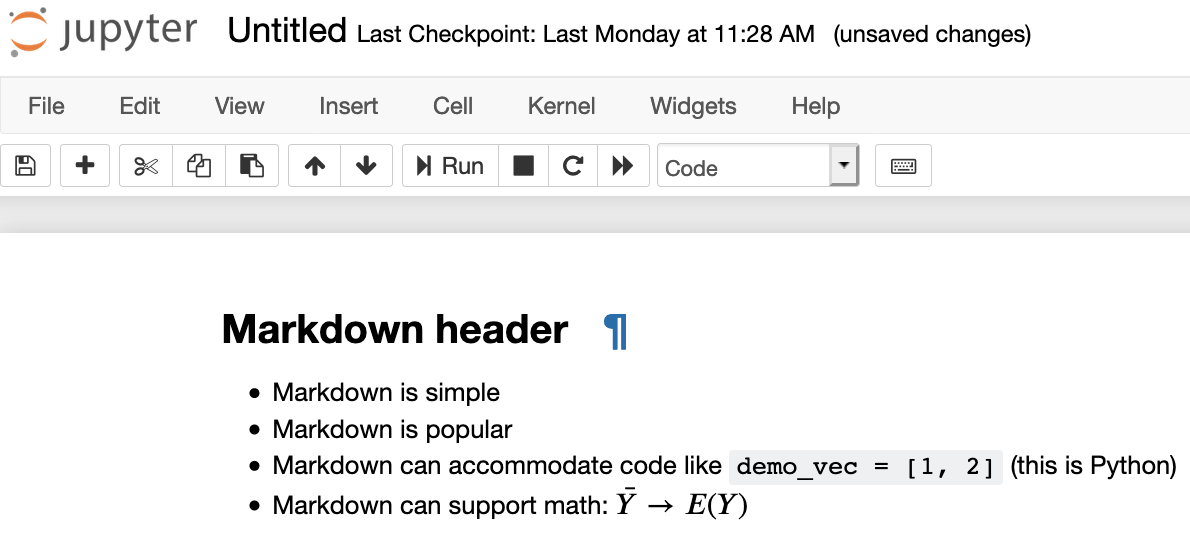 jupyter Untitled Last Checkpoint: Last Monday at 11:28 AM (unsaved changes)
File Edit View Insert Cell Kernel Widgets Help
Run Code
Markdown header ¶
• Markdown is simple
• Markdown is popular
• Markdown can accommodate code like demo_vec = [1, 2] (this is Python)
• Markdown can support math: Ȳ → E(Y)